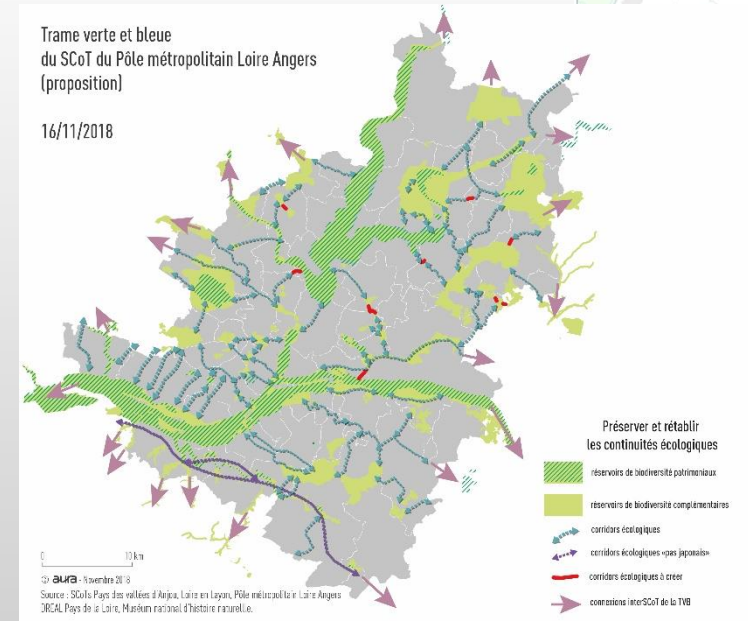 Trame verte et bleue
du SCoT du Pôle métropolitain Loire Angers
(proposition)
16/11/2018
Préserver et rétablir
les continuités écologiques
réservoirs de biodiversité patrimoniaux
réservoirs de biodiversité complémentaires
corridors écologiques
corridors écologiques «pas japonais»
corridors écologiques à créer
connexions interSCoT de la TVB
0 10 km
© aura - Novembre 2018
Source : SCoTs Pays des vallées d'Anjou, Loire en Layon, Pôle métropolitain Loire Angers
DREAL Pays de la Loire, Muséum national d'histoire naturelle.